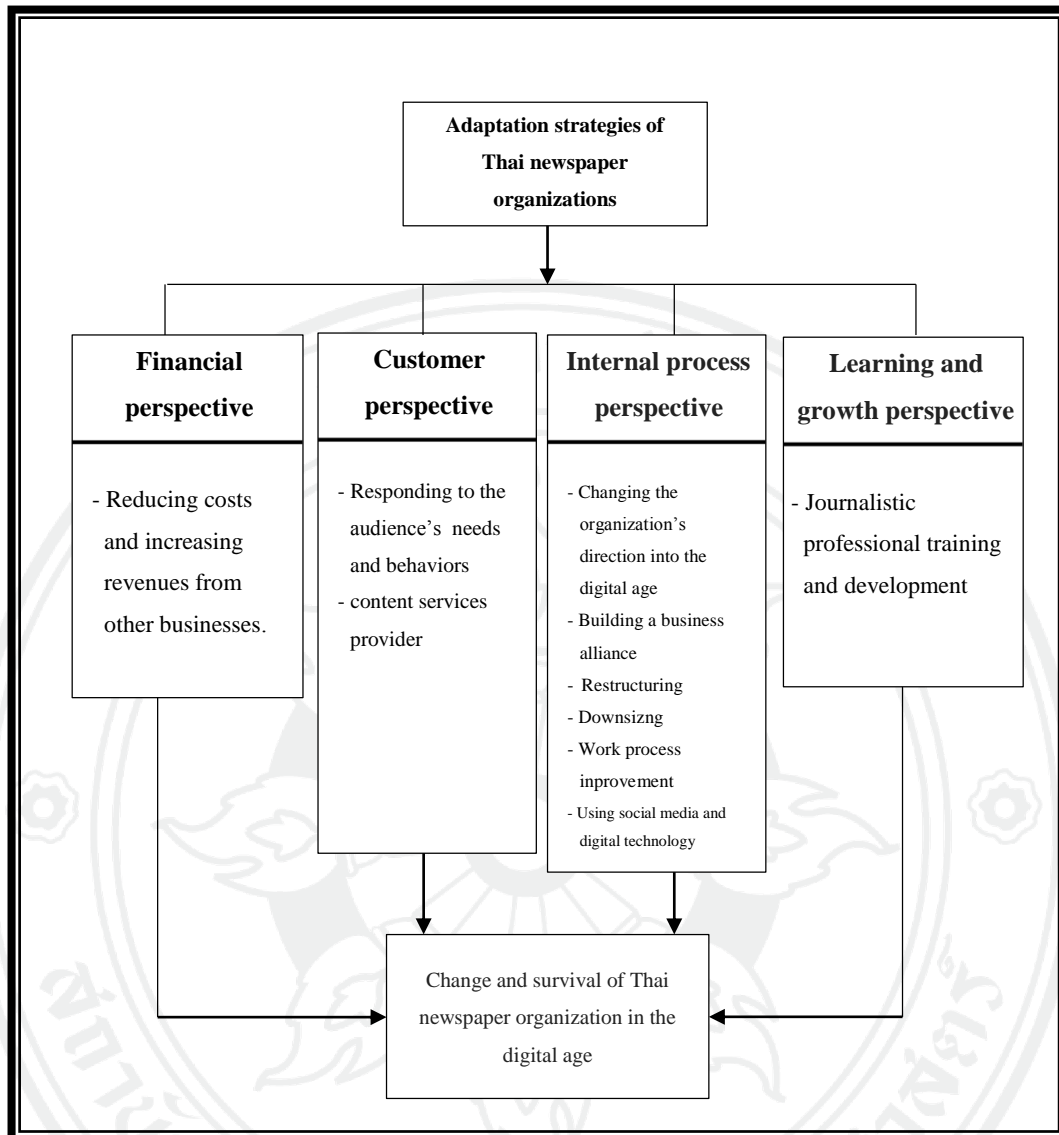 Adaptation strategies of
Thai newspaper
organizations
Financial
perspective
- Reducing costs
and increasing
revenues from
other businesses.
Customer
perspective
- Responding to the
audience's needs
and behaviors
- content services
provider
Internal process
perspective
- Changing the
organization's
direction into the
digital age
- Building a business
alliance
- Restructuring
- Downsizng
- Work process
inprovement
- Using social media and
digital technology
Learning and
growth perspective
- Journalistic
professional training
and development
Change and survival of Thai
newspaper organization in the
digital age